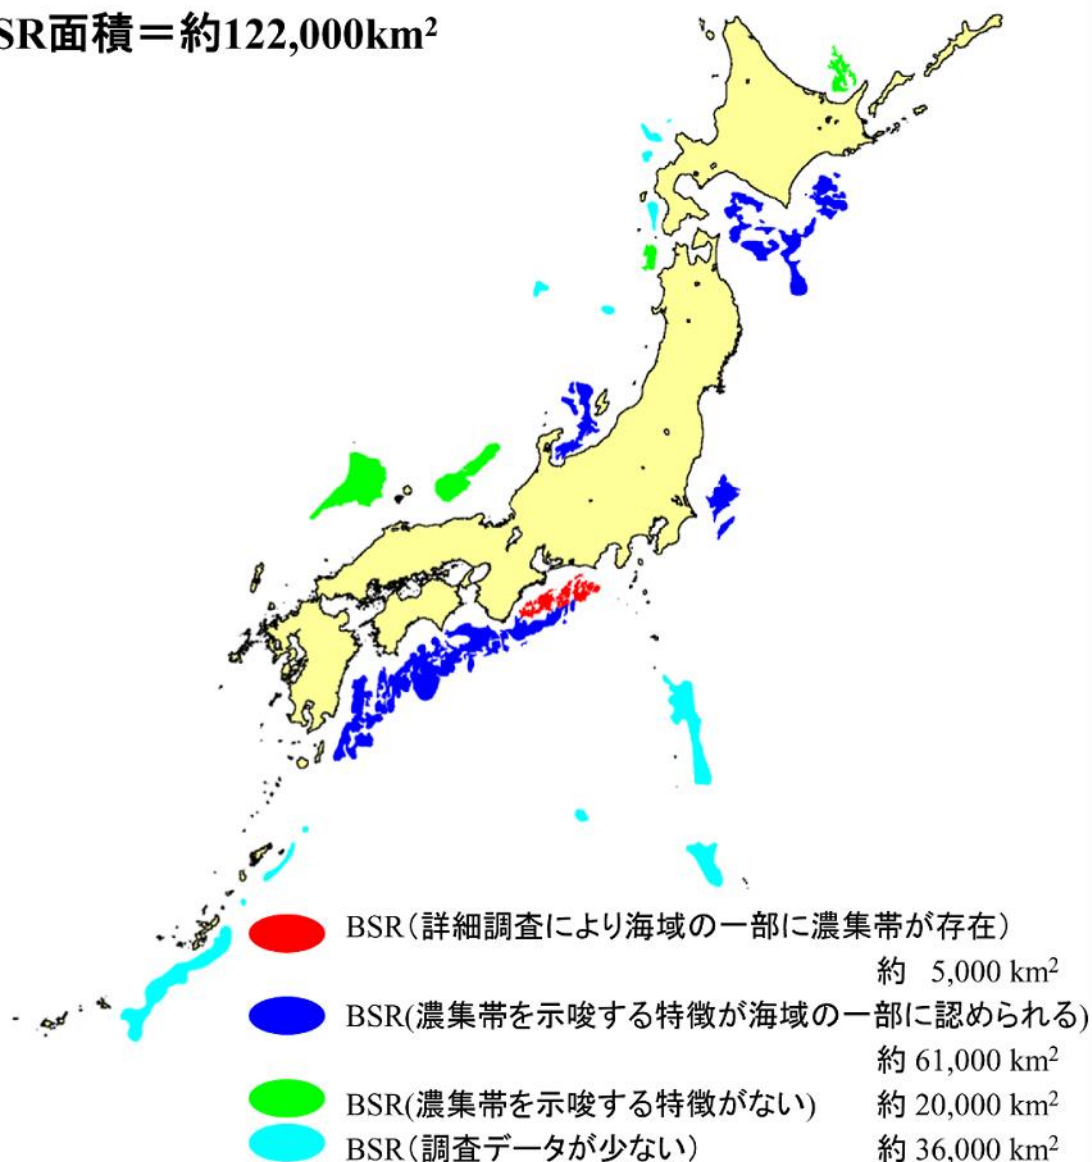 SR面積＝約122,000km²
BSR（詳細調査により海域の一部に濃集帯が存在）
約 5,000 km²
BSR(濃集帯を示唆する特徴が海域の一部に認められる)
約 61,000 km²
BSR(濃集帯を示唆する特徴がない) 約 20,000 km²
BSR（調査データが少ない） 約 36,000 km²